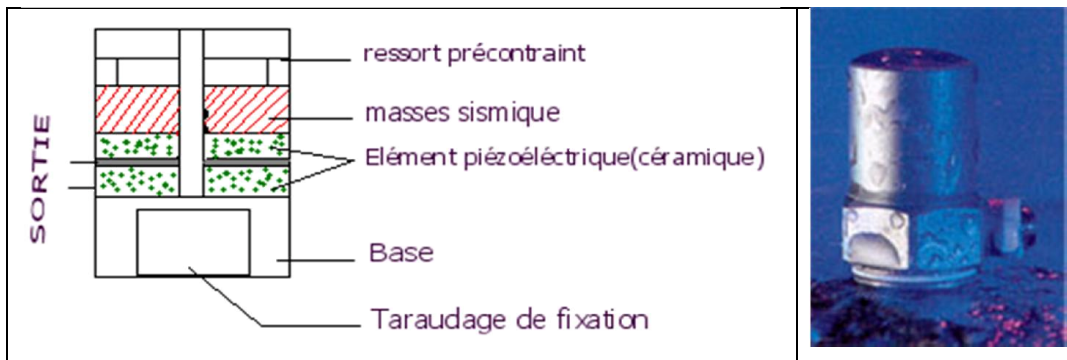 ressort précontraint
masses sismique
Elément piézoéléctrique(céramique)
SORTIE
Base
Taraudage de fixation